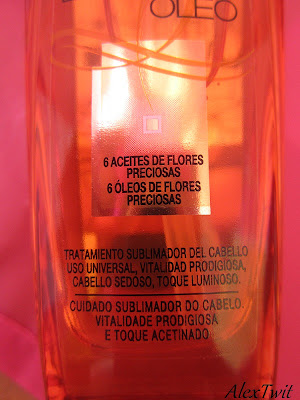 ÓLEO
6 ACEITES DE FLORES
PRECIOSAS
6 ÓLEOS DE FLORES
PRECIOSAS
TRATAMIENTO SUBLIMADOR DEL CABELLO
USO UNIVERSAL, VITALIDAD PRODIGIOSA,
CABELLO SEDOSO, TOQUE LUMINOSO.
CUIDADO SUBLIMADOR DO CABELO.
VITALIDADE PRODIGIOSA
E TOQUE ACETINADO
AlexTwit